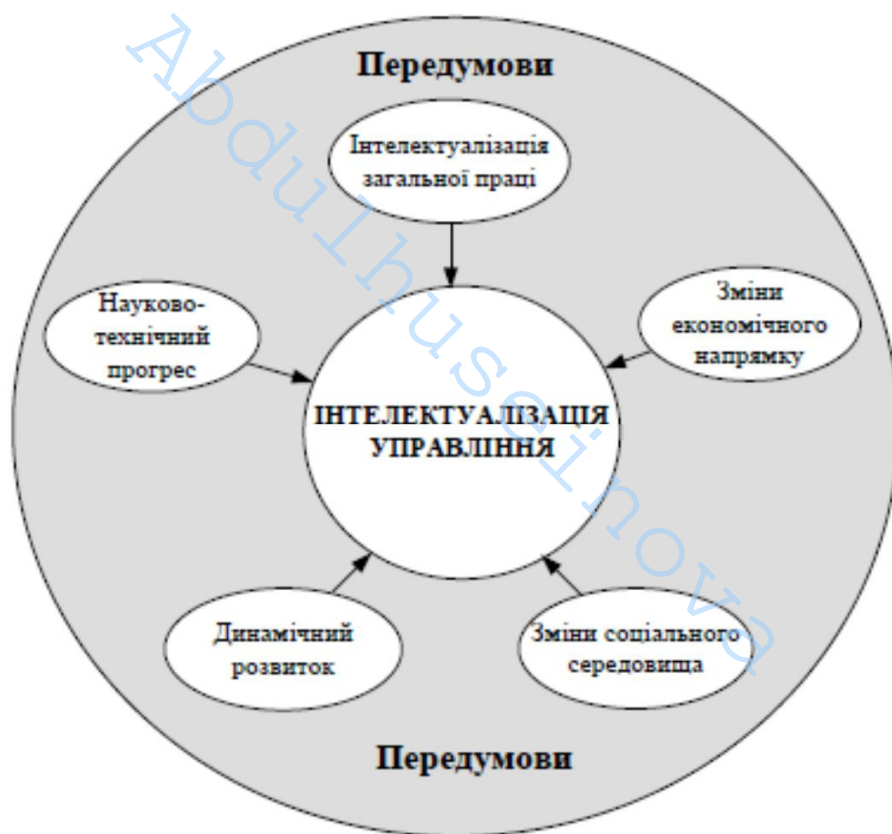 Передумови
Інтелектуалізація
загальної праці
Науково-
технічний
прогрес
Зміни
економічного
напрямку
ІНТЕЛЕКТУАЛІЗАЦІЯ
УПРАВЛІННЯ
Динамічний
розвиток
Зміни соціального
середовища
Передумови
Abdulhuseinova